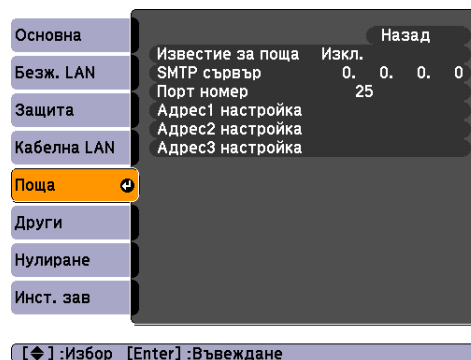 Основна
Безж. LAN
Защита
Кабелна LAN
Поща
Други
Нулиране
Инст. зав
Назад
Известие за поща Изкл.
SMTP сървър 0. 0. 0. 0
Порт номер 25
Адрес1 настройка
Адрес2 настройка
Адрес3 настройка
[◆] :Избор [Enter] :Въвеждане